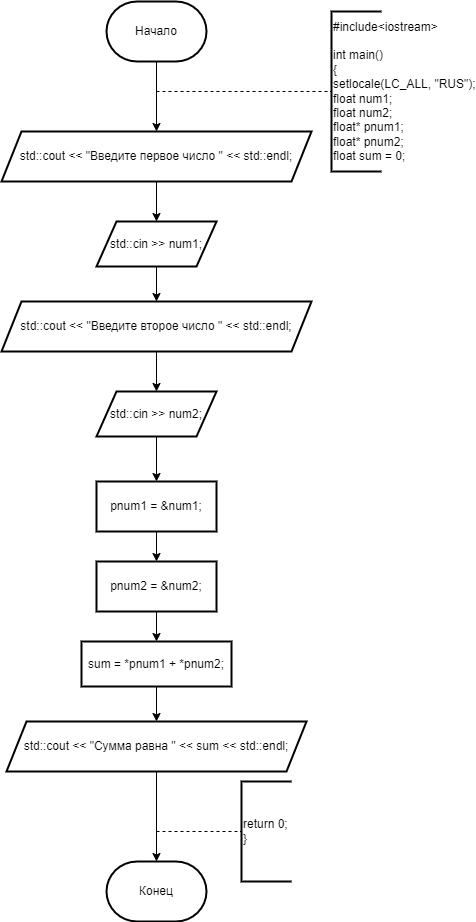 Начало
#include<iostream>
int main()
{
setlocale(LC_ALL, "RUS");
float num1;
float num2;
float* pnum1;
float* pnum2;
float sum = 0;
std::cout << "Введите первое число " << std::endl;
std::cin >> num1;
std::cout << "Введите второе число " << std::endl;
std::cin >> num2;
pnum1 = &num1;
pnum2 = &num2;
sum = *pnum1 + *pnum2;
std::cout << "Сумма равна " << sum << std::endl;
return 0;
}
Конец